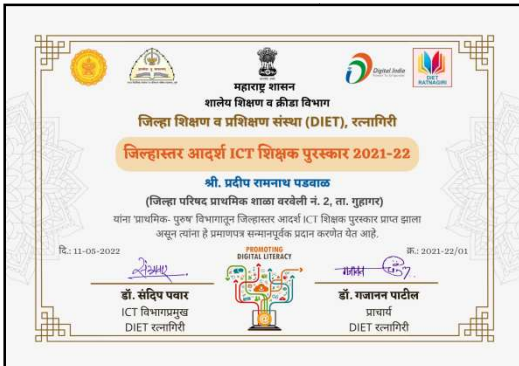 Digital India
DIET
RATNAGIRI
महाराष्ट्र शासन
शालेय शिक्षण व क्रीडा विभाग
जिल्हा शिक्षण व प्रशिक्षण संस्था (DIET), रत्नागिरी
जिल्हास्तर आदर्श ICT शिक्षक पुरस्कार 2021-22
श्री. प्रदीप रामनाथ पडवाळ
(जिल्हा परिषद प्राथमिक शाळा वरवेली नं. 2, ता. गुहागर)
यांना 'प्राथमिक- पुरुष' विभागातून जिल्हास्तर आदर्श ICT शिक्षक पुरस्कार प्राप्त झाला
असून त्यांना हे प्रमाणपत्र सन्मानपूर्वक प्रदान करणेत येत आहे.
दि.: 11-05-2022
PROMOTING
DIGITAL LITERACY
क्र.: 2021-22/01
डॉ. संदिप पवार
ICT विभागप्रमुख
DIET रत्नागिरी
डॉ. गजानन पाटील
प्राचार्य
DIET रत्नागिरी